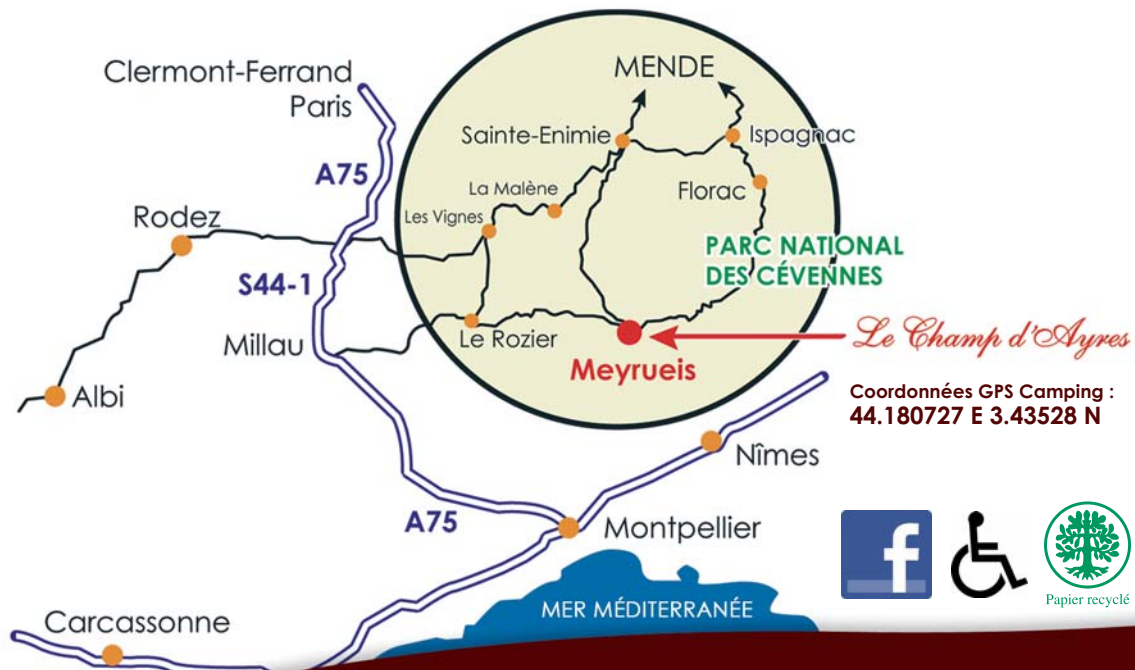 Clermont-Ferrand
Paris
MENDE
Sainte-Enimie
Ispagnac
A75
La Malène
Florac
Rodez
Les Vignes
PARC NATIONAL
DES CÉVENNES
S44-1
Le Rozier
Le Champ d'Ayres
Millau
Meyrueis
Albi
Coordonnées GPS Camping :
44.180727 E 3.43528 N
Nîmes
A75
Montpellier
f
Papier recyclé
MER MÉDITERRANÉE
Carcassonne